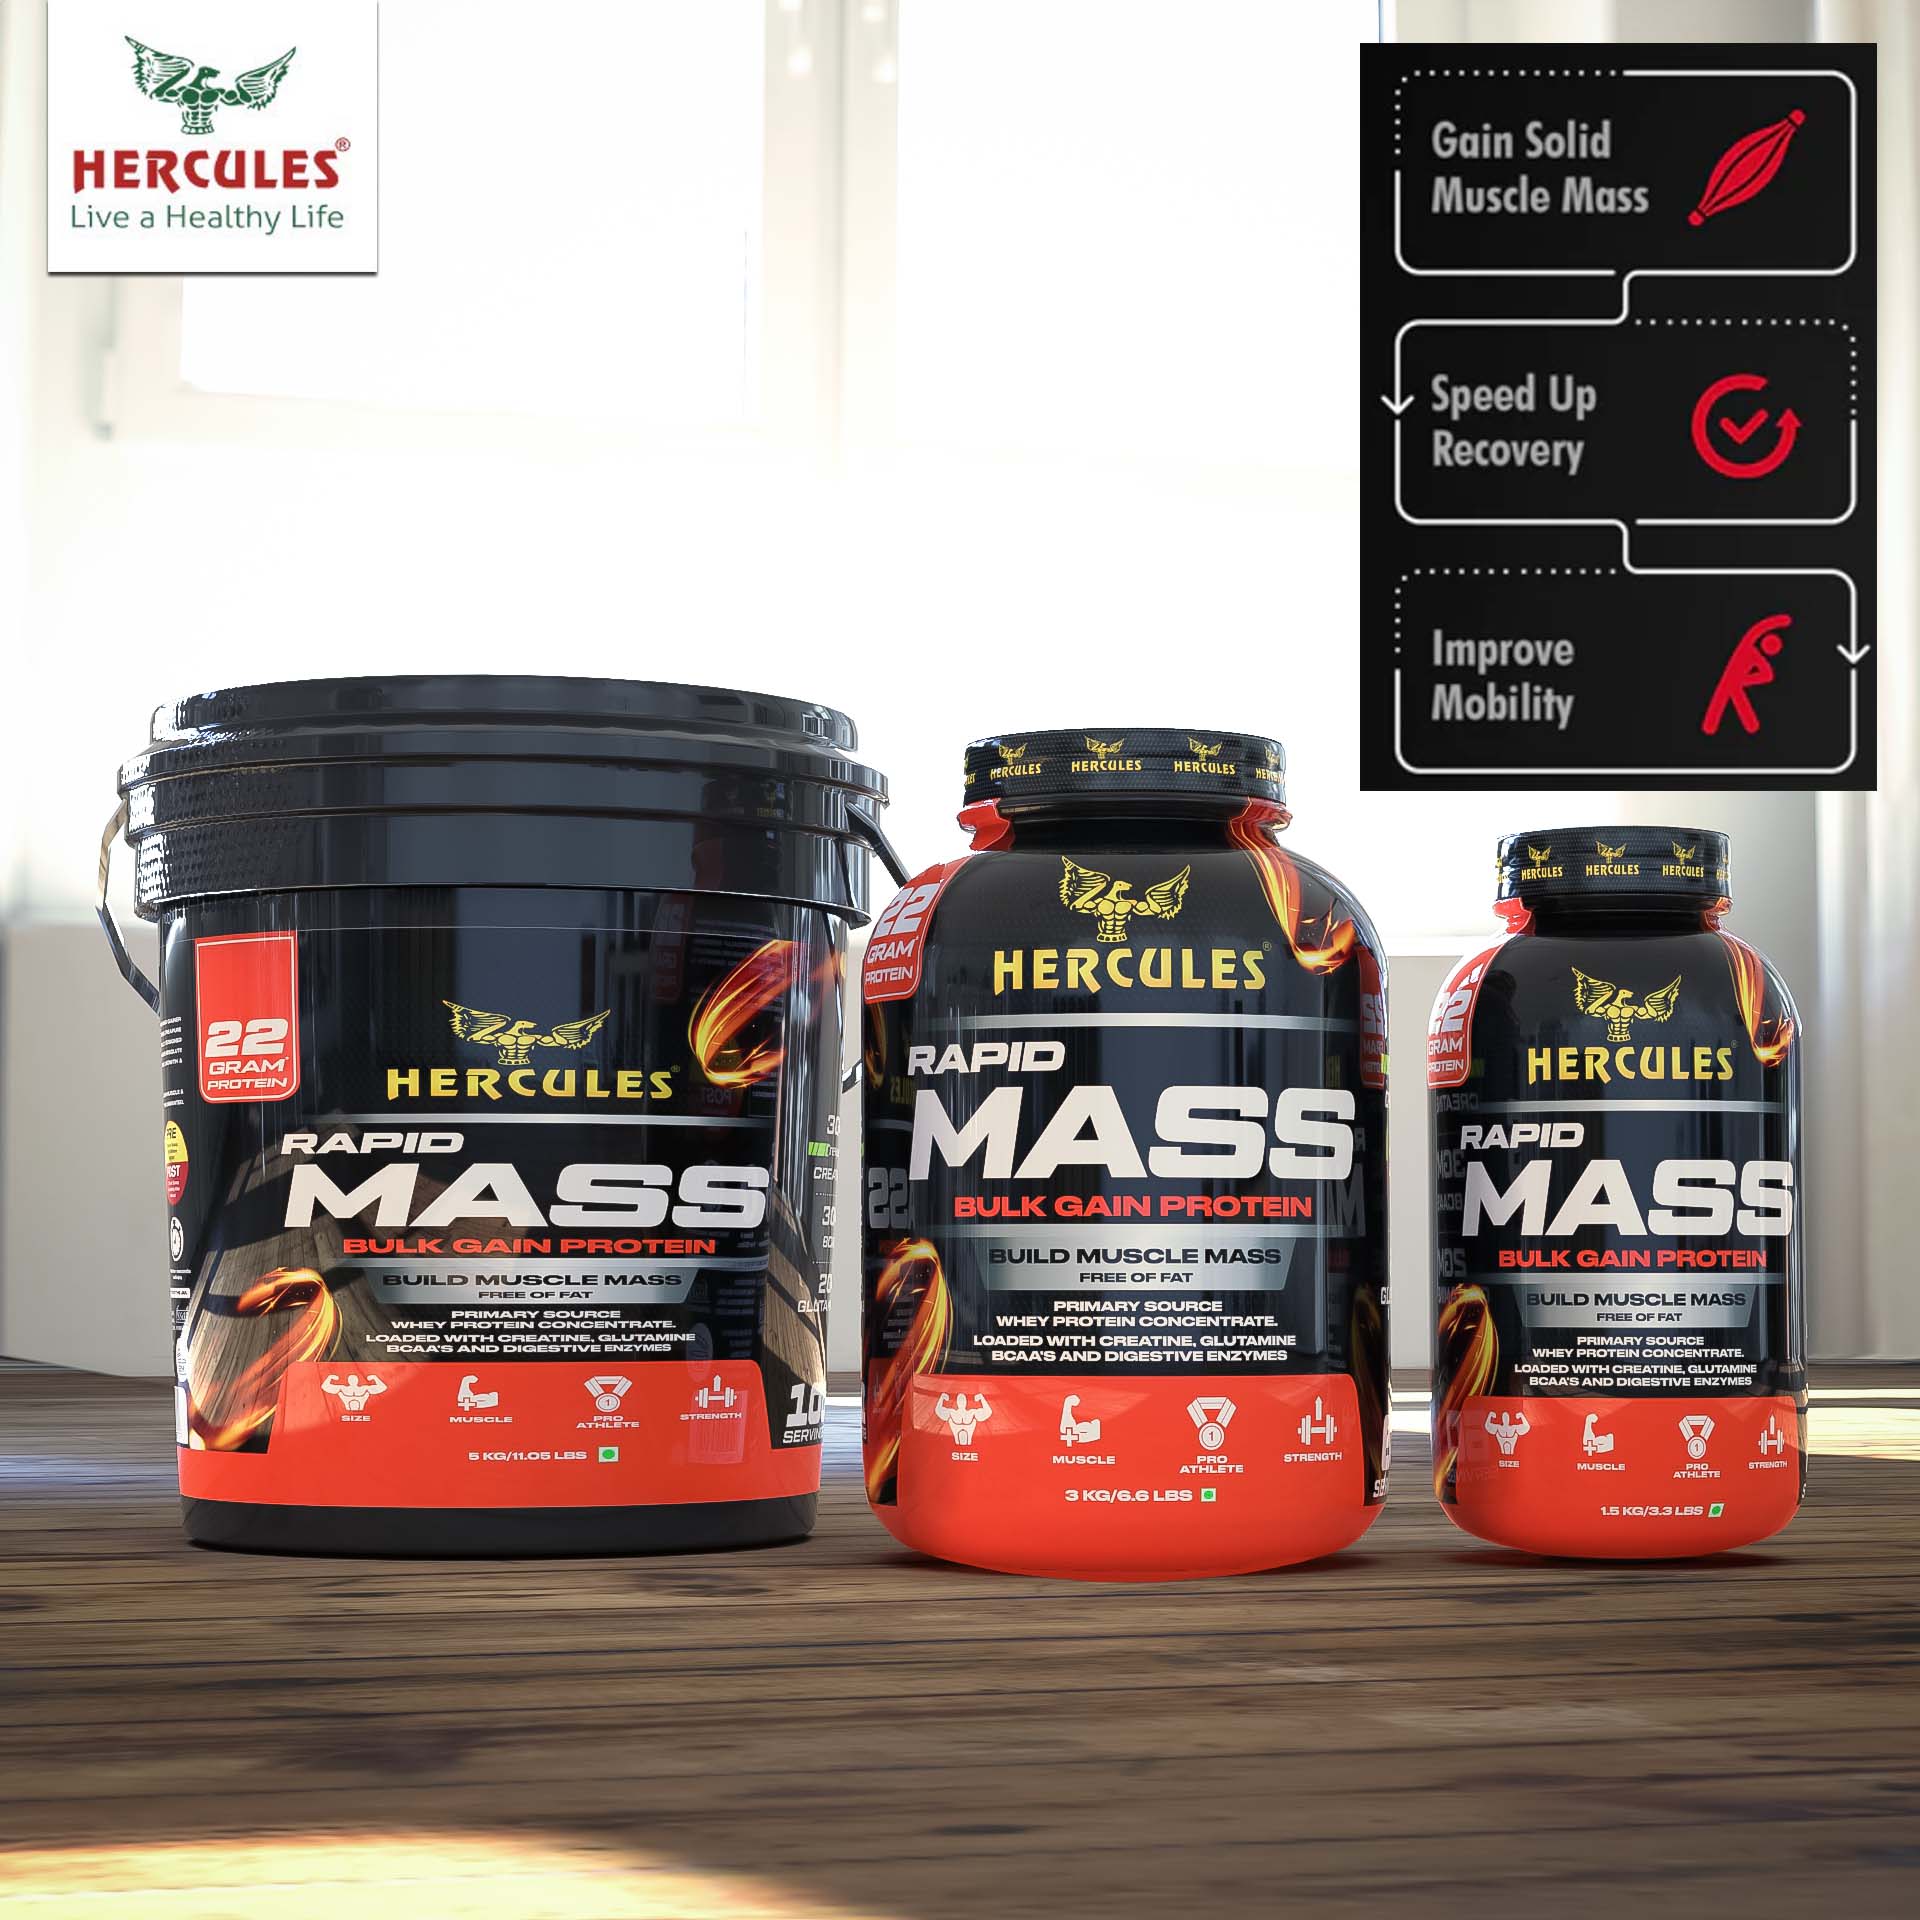 HERCULES®
Live a Healthy Life
Gain Solid
Muscle Mass
Speed Up
Recovery
Improve
Mobility
22
GRAM*
PROTEIN
HERCULES®
RAPID
MASS
BULK GAIN PROTEIN
BUILD MUSCLE MASS
FREE OF FAT
PRIMARY SOURCE
WHEY PROTEIN CONCENTRATE.
LOADED WITH CREATINE, GLUTAMINE
BCAA'S AND DIGESTIVE ENZYMES
SIZE
MUSCLE
1
PRO
ATHLETE
STRENGTH
5 KG/11.05 LBS
HERCULES
HERCULES
HERCULES
22
GRAM*
PROTEIN
HERCULES®
RAPID
MASS
BULK GAIN PROTEIN
BUILD MUSCLE MASS
FREE OF FAT
PRIMARY SOURCE
WHEY PROTEIN CONCENTRATE.
LOADED WITH CREATINE, GLUTAMINE
BCAA'S AND DIGESTIVE ENZYMES
SIZE
MUSCLE
1
PRO
ATHLETE
STRENGTH
3 KG/6.6 LBS
HERCULES
HERCULES
HERCULES
22
GRAM*
PROTEIN
HERCULES®
RAPID
MASS
BULK GAIN PROTEIN
BUILD MUSCLE MASS
FREE OF FAT
PRIMARY SOURCE
WHEY PROTEIN CONCENTRATE.
LOADED WITH CREATINE, GLUTAMINE
BCAA'S AND DIGESTIVE ENZYMES
SIZE
MUSCLE
1
PRO
ATHLETE
STRENGTH
1.5 KG/3.3 LBS